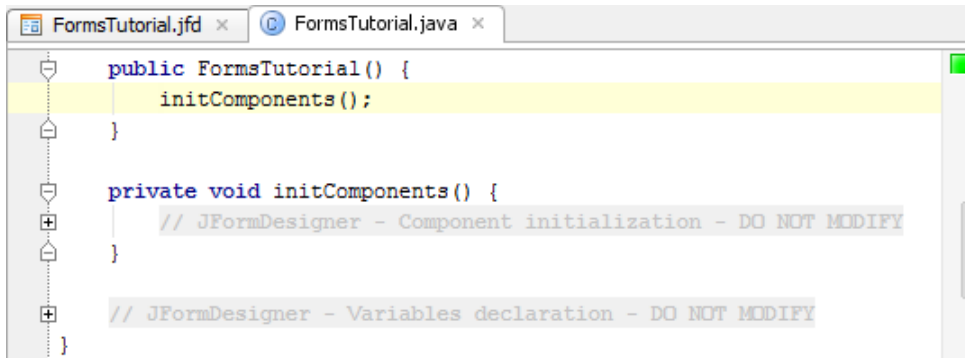 FormsTutorial.jfd × FormsTutorial.java ×
public FormsTutorial() {
initComponents();
}
private void initComponents() {
// JFormDesigner - Component initialization - DO NOT MODIFY
}
// JFormDesigner - Variables declaration - DO NOT MODIFY
}